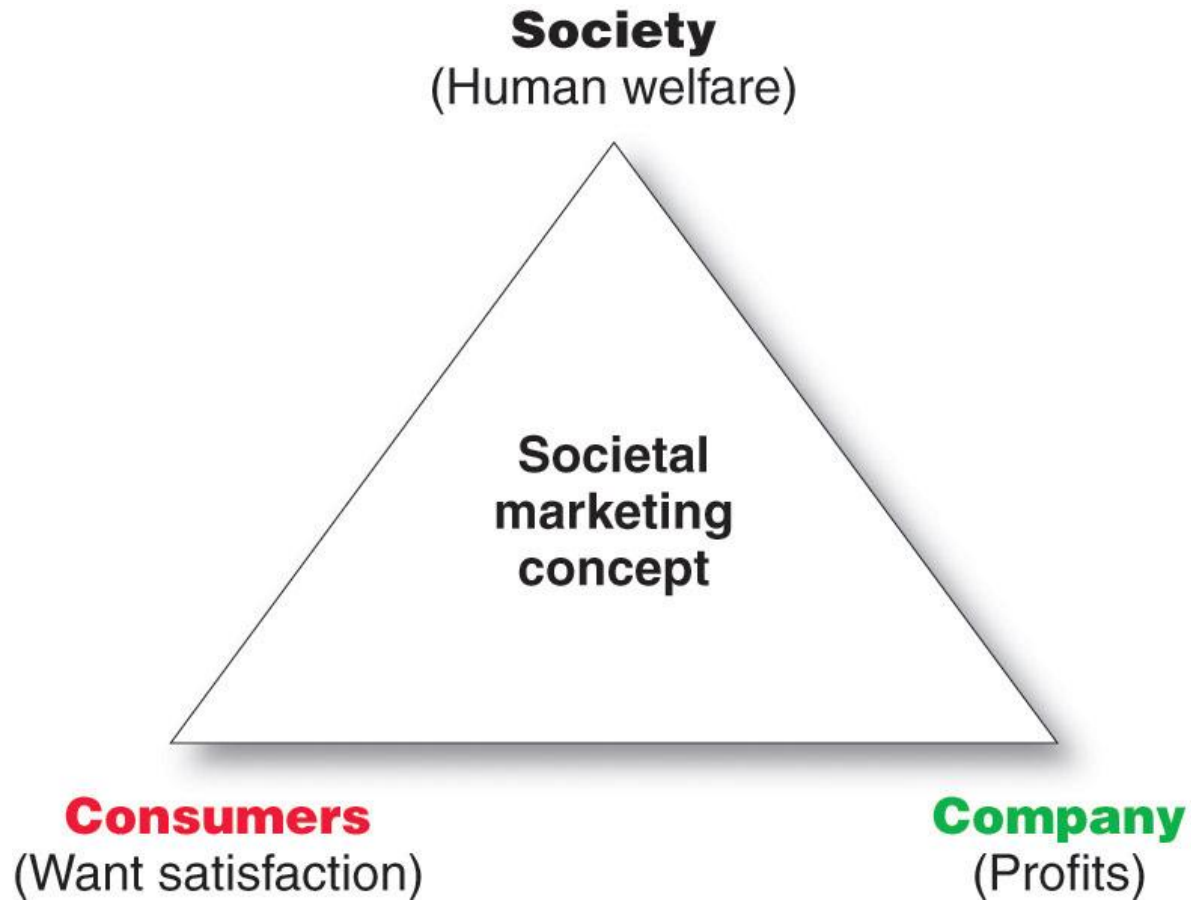 Society
(Human welfare)
Societal
marketing
concept
Consumers
(Want satisfaction)
Company
(Profits)